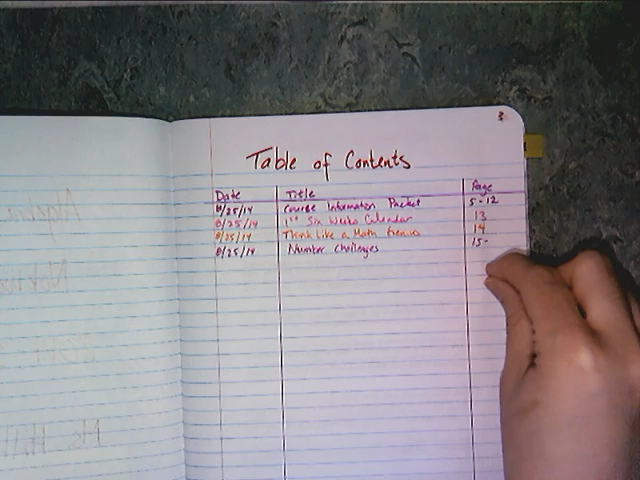 3
Table of Contents
Date Title Page
8/25/14 Course Information Packet 5-12
8/25/14 1st Six Weeks Calendar 13
8/25/14 Think Like a Math Genius 14
8/25/14 Number Challenges 15-